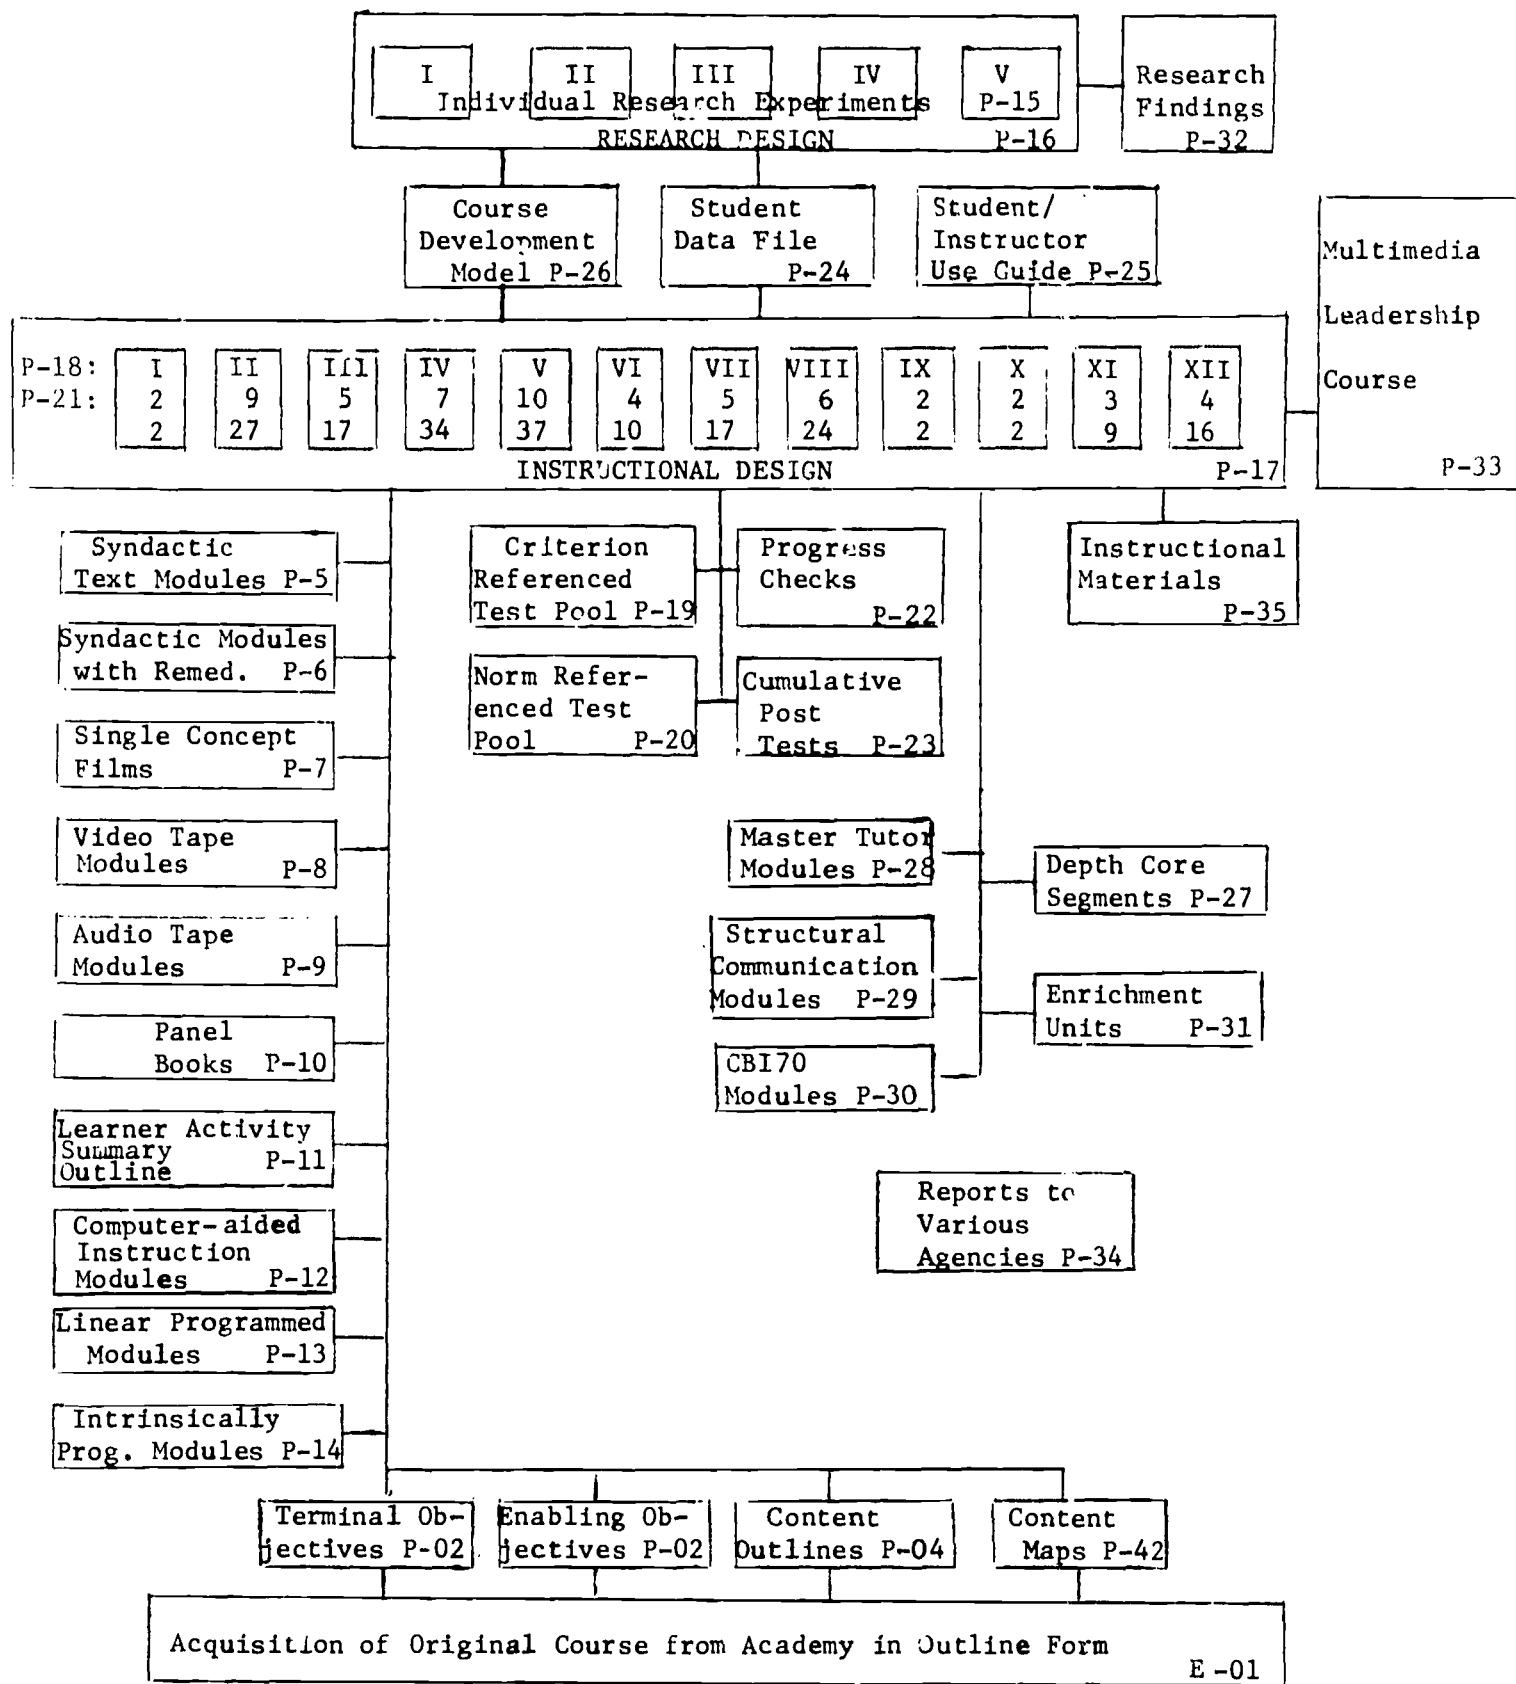 I II III IV V
Individual Research Experiments P-15
RESEARCH DESIGN P-16
Research
Findings
P-32
Course
Development
Model P-26
Student
Data File
P-24
Student/
Instructor
Use Guide P-25
Multimedia
Leadership
Course
P-33
P-18: I II III IV V VI VII VIII IX X XI XII
P-21: 2 9 5 7 10 4 5 6 2 2 3 4
2 27 17 34 37 10 17 24 2 2 9 16
INSTRUCTIONAL DESIGN P-17
Syndactic
Text Modules P-5
Syndactic Modules
with Remed. P-6
Single Concept
Films P-7
Video Tape
Modules P-8
Audio Tape
Modules P-9
Panel
Books P-10
Learner Activity
Summary P-11
Outline
Computer-aided
Instruction
Modules P-12
Linear Programmed
Modules P-13
Intrinsically
Prog. Modules P-14
Criterion
Referenced
Test Pool P-19
Progress
Checks
P-22
Norm Refer-
enced Test
Pool P-20
Cumulative
Post
Tests P-23
Instructional
Materials
P-35
Master Tutor
Modules P-28
Depth Core
Segments P-27
Structural
Communication
Modules P-29
Enrichment
Units P-31
CBI70
Modules P-30
Reports to
Various
Agencies P-34
Terminal Ob-
jectives P-02
Enabling Ob-
jectives P-02
Content
Outlines P-04
Content
Maps P-42
Acquisition of Original Course from Academy in Outline Form
E-01